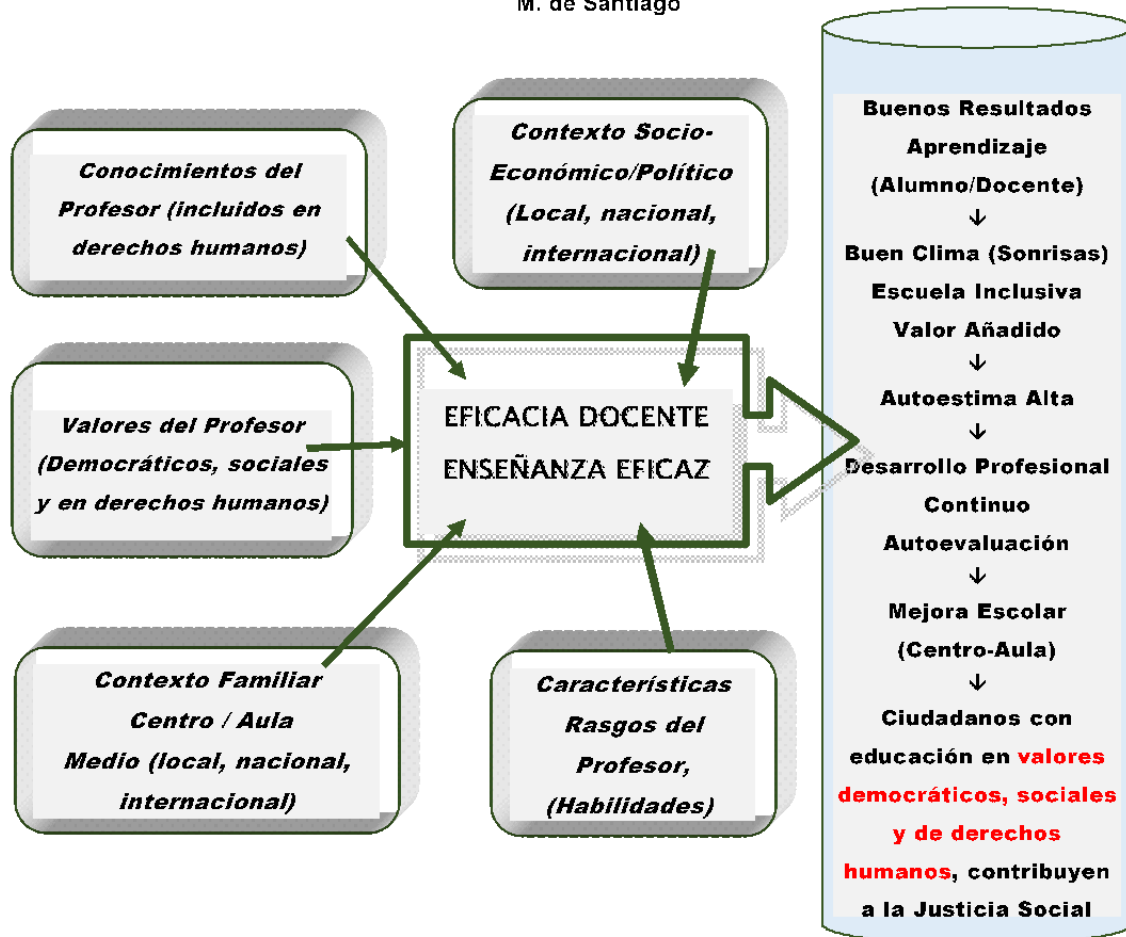 M. de Santiago
Conocimientos del
Profesor (incluidos en
derechos humanos)
Contexto Socio-
Económico/Político
(Local, nacional,
internacional)
Valores del Profesor
(Democráticos, sociales
y en derechos humanos)
EFICACIA DOCENTE
ENSEÑANZA EFICAZ
Contexto Familiar
Centro / Aula
Medio (local, nacional,
internacional)
Características
Rasgos del
Profesor,
(Habilidades)
Buenos Resultados
Aprendizaje
(Alumno/Docente)
↓
Buen Clima (Sonrisas)
Escuela Inclusiva
Valor Añadido
↓
Autoestima Alta
↓
Desarrollo Profesional
Continuo
Autoevaluación
↓
Mejora Escolar
(Centro-Aula)
↓
Ciudadanos con
educación en valores
democráticos, sociales
y de derechos
humanos, contribuyen
a la Justicia Social